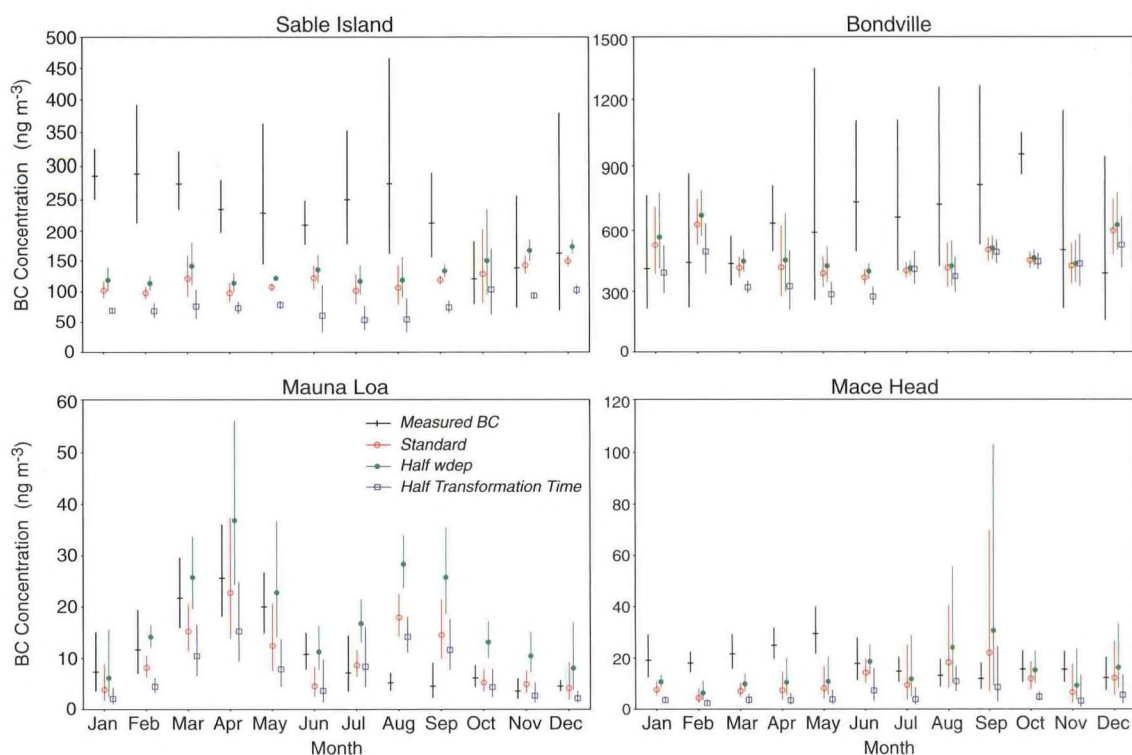 Sable Island
Bondville
BC Concentration (ng m-3)
500
450
400
350
300
250
200
150
100
50
0
1500
1200
900
600
300
0
Mauna Loa
Mace Head
BC Concentration (ng m-3)
60
50
40
30
20
10
0
Measured BC
Standard
Half wdep
Half Transformation Time
120
100
80
60
40
20
0
Jan Feb Mar Apr May Jun Jul Aug Sep Oct Nov Dec
Jan Feb Mar Apr May Jun Jul Aug Sep Oct Nov Dec
Month
Month